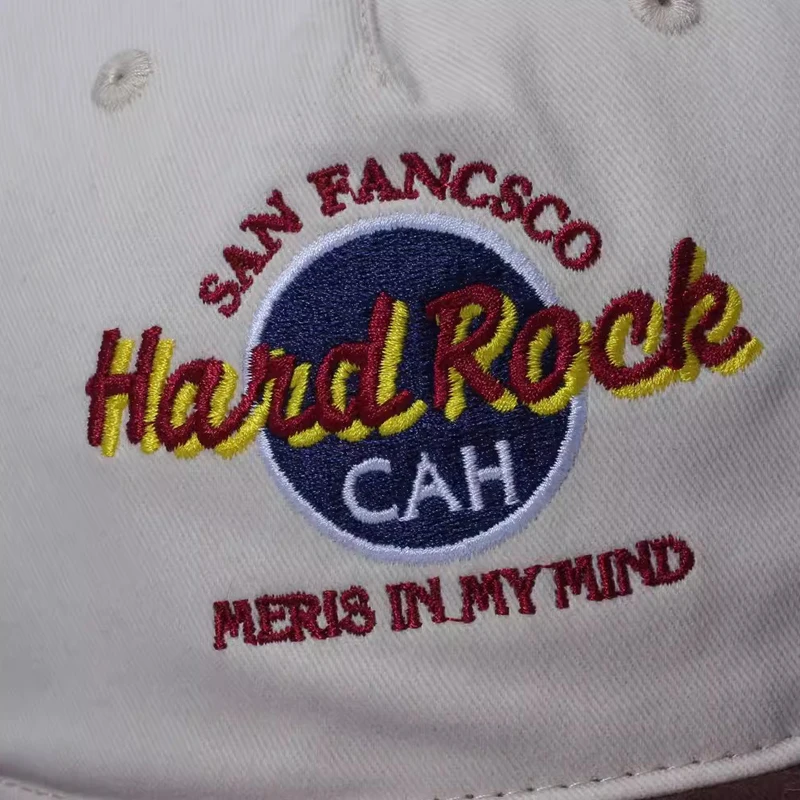 SAN FANCSCO
Hard Rock
CAH
MERIS IN MY MIND